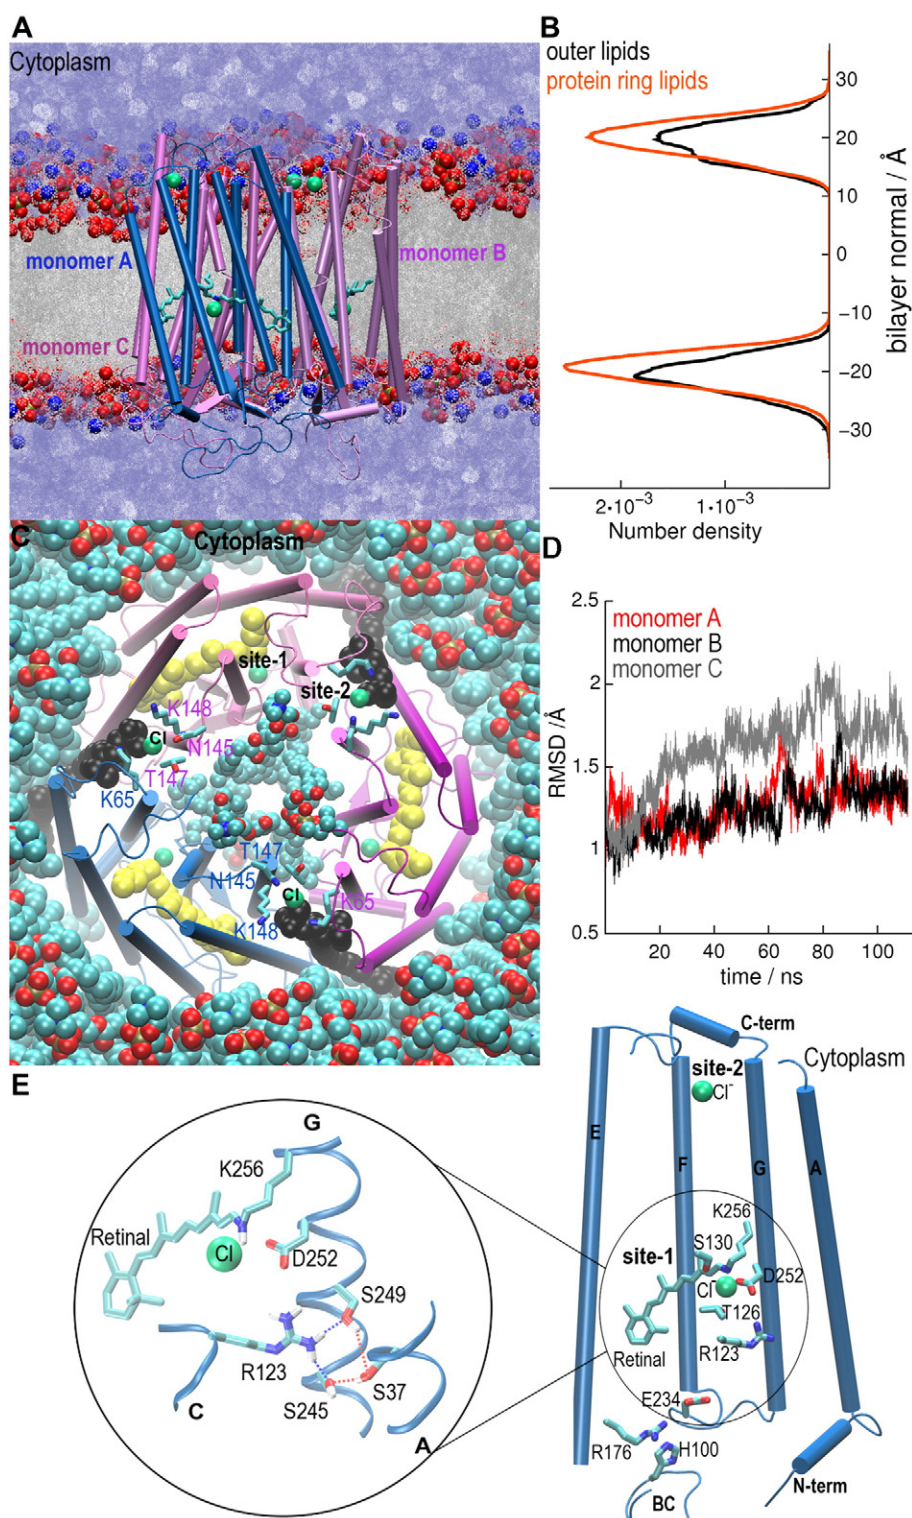 A
Cytoplasm
monomer A
monomer B
monomer C
B
outer lipids
protein ring lipids
30
20
10
0
−10
−20
−30
bilayer normal / Å
2·10⁻³
1·10⁻³
Number density
C
Cytoplasm
site-1
site-2
K148
Cl
N145
T147
K65
T147
N145
Cl
K65
K148
D
2.5
2
1.5
1
0.5
RMSD /Å
monomer A
monomer B
monomer C
20
40
60
80
100
time / ns
E
G
K256
Retinal
Cl
D252
S249
R123
S37
S245
C
A
C-term
Cytoplasm
site-2
Cl⁻
E
F
G
A
K256
S130
site-1
D252
Cl⁻
T126
R123
Retinal
E234
R176
H100
N-term
BC